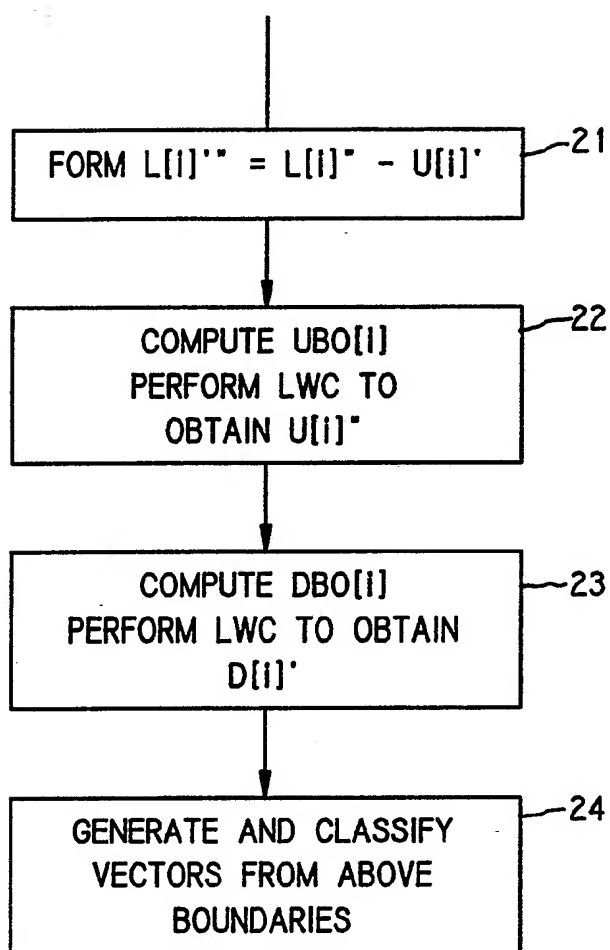 FORM L[i]'" = L[i]" - U[i]'
21
COMPUTE UBO[i]
PERFORM LWC TO
OBTAIN U[i]"
22
COMPUTE DBO[i]
PERFORM LWC TO OBTAIN
D[i]'
23
GENERATE AND CLASSIFY
VECTORS FROM ABOVE
BOUNDARIES
24